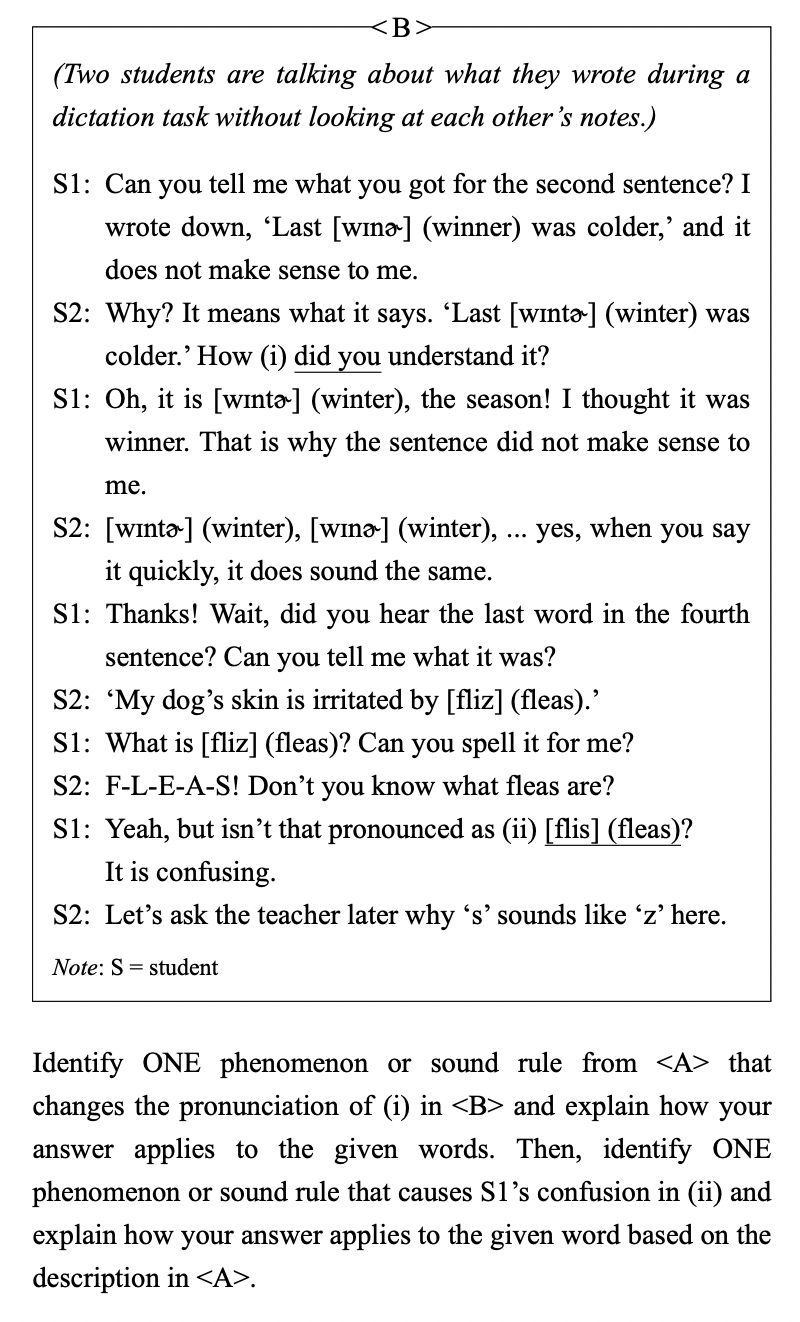 <B>
(Two students are talking about what they wrote during a
dictation task without looking at each other’s notes.)
S1: Can you tell me what you got for the second sentence? I
wrote down, ‘Last [wɪnɚ] (winner) was colder,’ and it
does not make sense to me.
S2: Why? It means what it says. ‘Last [wɪntɚ] (winter) was
colder.’ How (i) did you understand it?
S1: Oh, it is [wɪntɚ] (winter), the season! I thought it was
winner. That is why the sentence did not make sense to
me.
S2: [wɪntɚ] (winter), [wɪnɚ] (winter), ... yes, when you say
it quickly, it does sound the same.
S1: Thanks! Wait, did you hear the last word in the fourth
sentence? Can you tell me what it was?
S2: ‘My dog’s skin is irritated by [fliz] (fleas).’
S1: What is [fliz] (fleas)? Can you spell it for me?
S2: F-L-E-A-S! Don’t you know what fleas are?
S1: Yeah, but isn’t that pronounced as (ii) [flis] (fleas)?
It is confusing.
S2: Let’s ask the teacher later why ‘s’ sounds like ‘z’ here.
Note: S = student
Identify ONE phenomenon or sound rule from <A> that
changes the pronunciation of (i) in <B> and explain how your
answer applies to the given words. Then, identify ONE
phenomenon or sound rule that causes S1’s confusion in (ii) and
explain how your answer applies to the given word based on the
description in <A>.